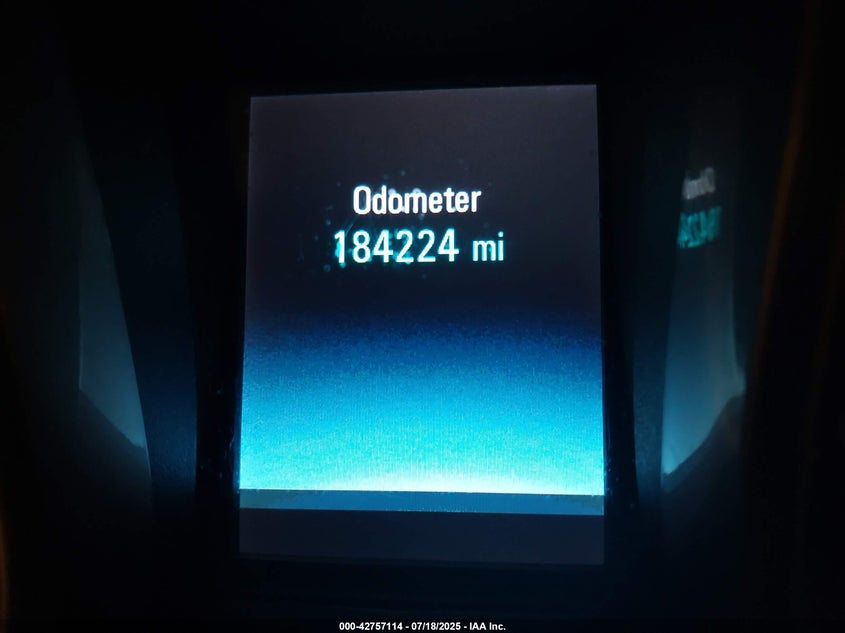 Odometer
184224 mi
000-42757114 - 07/18/2025 - IAA Inc.